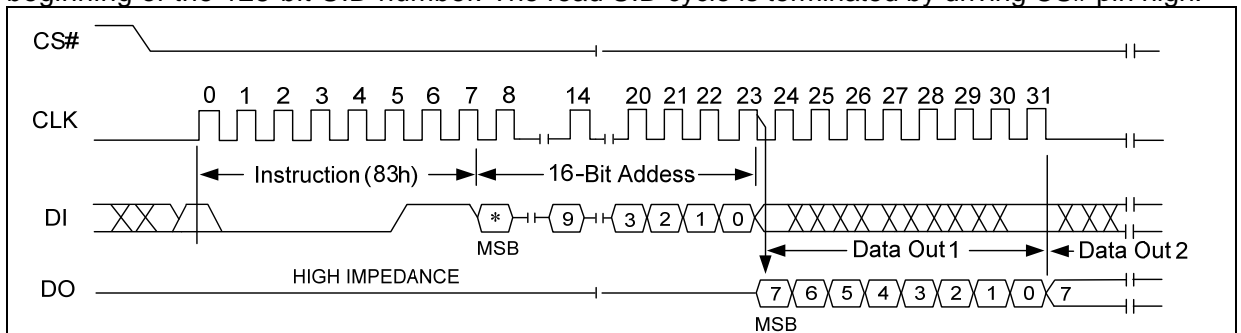 beginning of the 128-bit UID number. The read UID cycle is terminated by driving CS# pin high.
CS#
0 1 2 3 4 5 6 7 8 14 20 21 22 23 24 25 26 27 28 29 30 31
CLK
Instruction (83h) 16-Bit Addess
DI * 9 3 2 1 0
MSB Data Out 1 Data Out 2
HIGH IMPEDANCE
DO 7 6 5 4 3 2 1 0 7
MSB